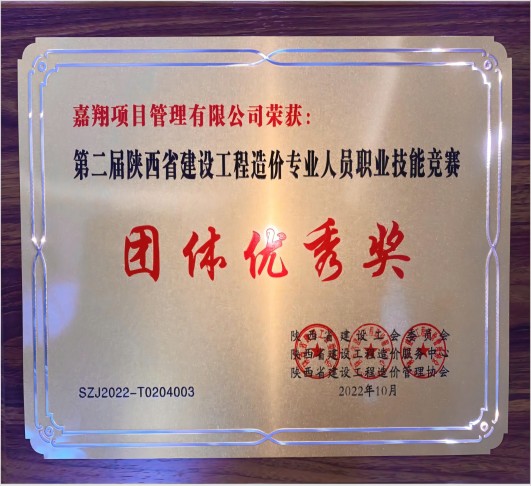 嘉翔项目管理有限公司荣获：
第二届陕西省建设工程造价专业人员职业技能竞赛
团体优秀奖
陕西省建设工会委员会
陕西省建设工程造价服务中心
陕西省建设工程造价管理协会
SZJ2022-T0204003
2022年10月